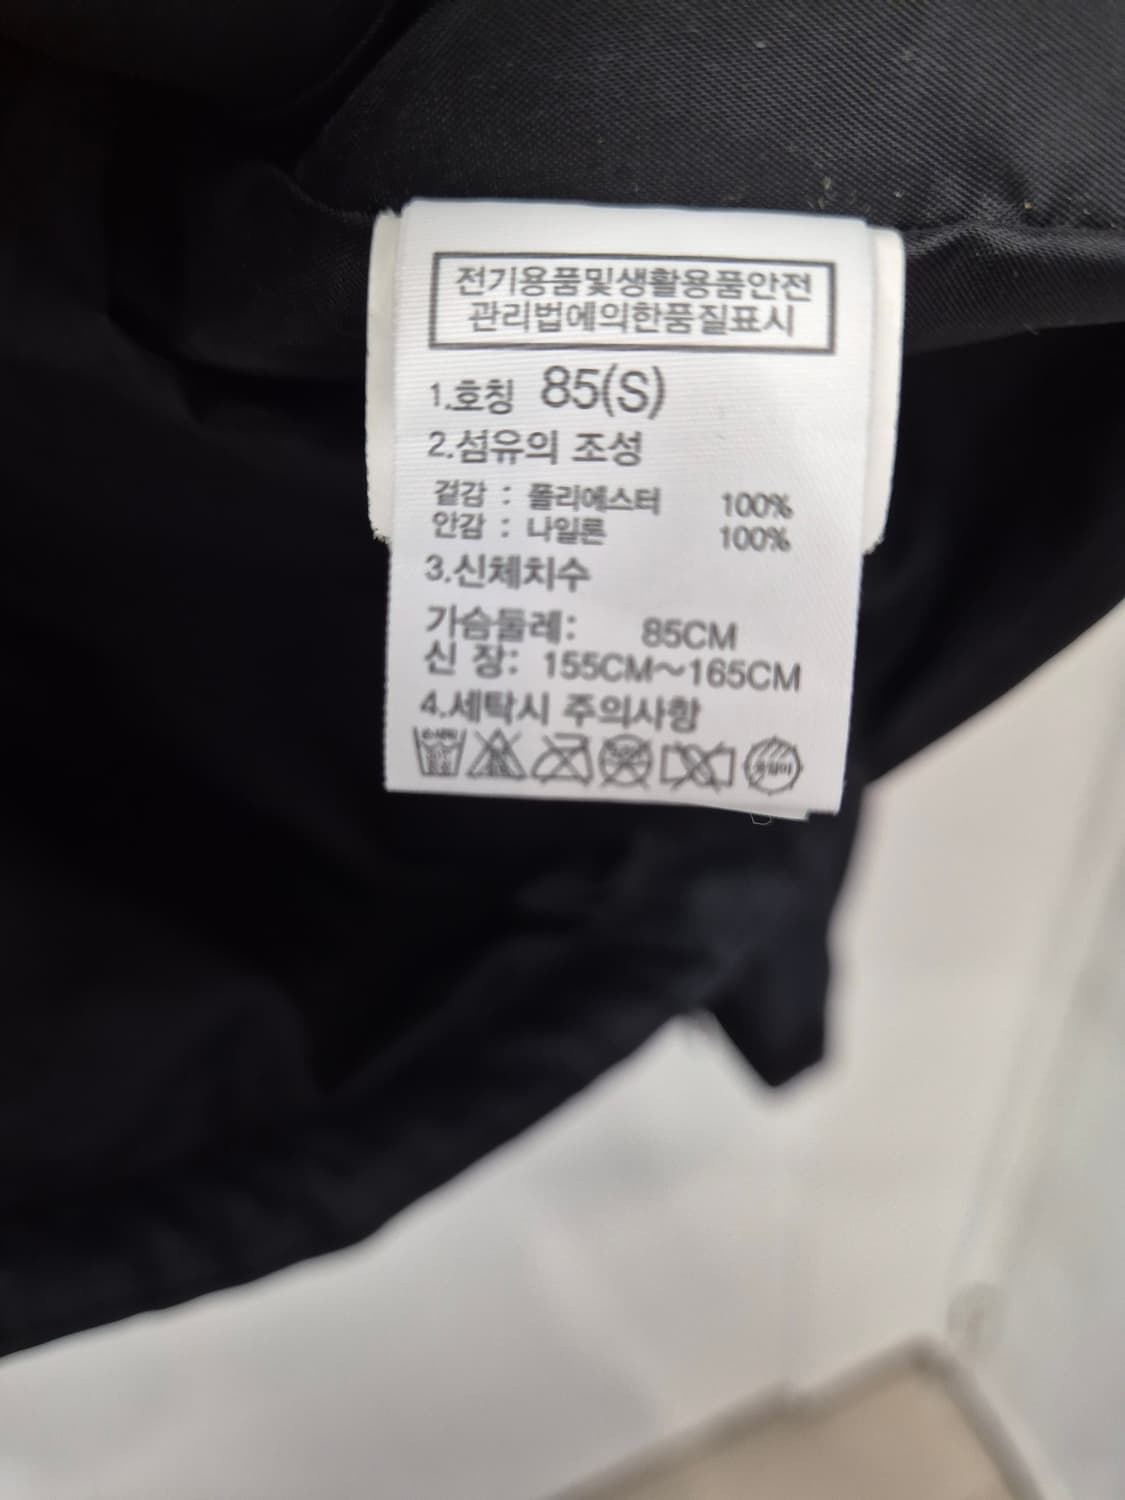 전기용품및생활용품안전
관리법에의한품질표시
1.호칭 85(S)
2.섬유의 조성
겉감 : 폴리에스터 100%
안감 : 나일론 100%
3.신체치수
가슴둘레: 85CM
신 장: 155CM~165CM
4.세탁시 주의사항